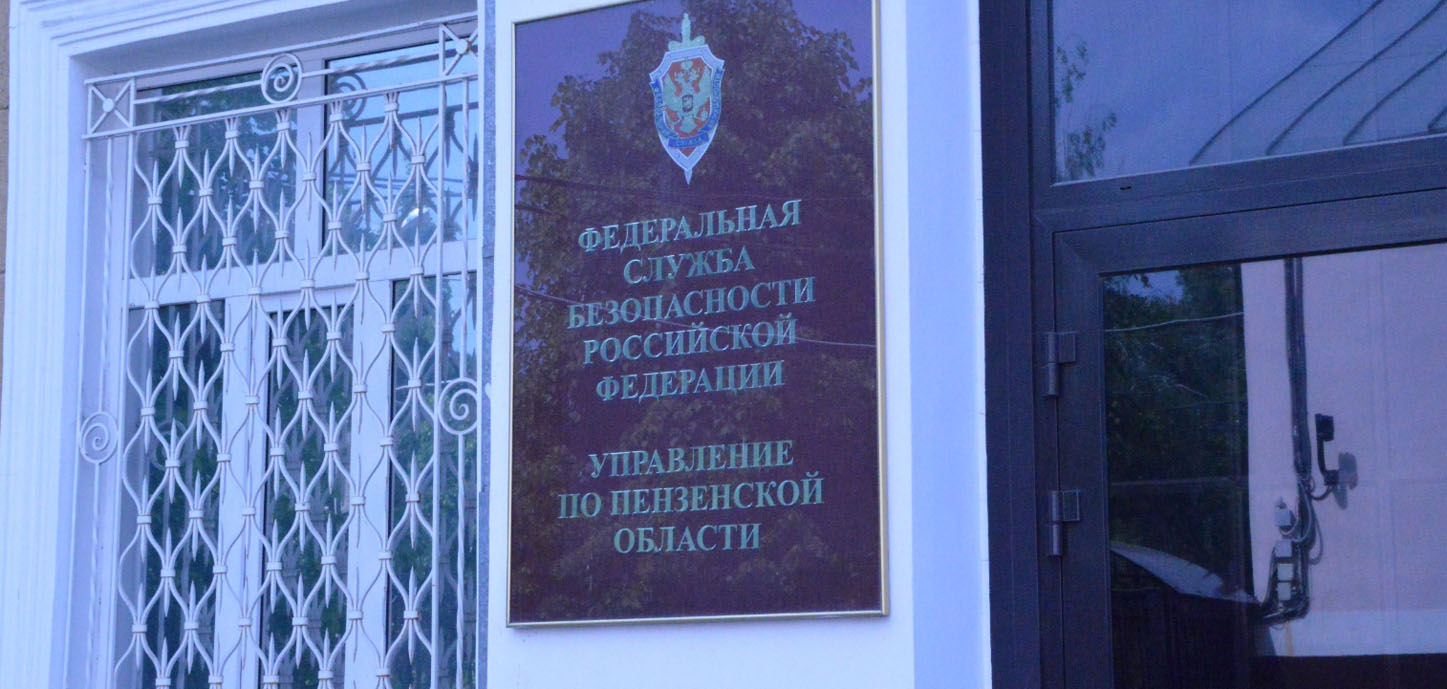 ФЕДЕРАЛЬНАЯ
СЛУЖБА
БЕЗОПАСНОСТИ
РОССИЙСКОЙ
ФЕДЕРАЦИИ
УПРАВЛЕНИЕ
ПО ПЕНЗЕНСКОЙ
ОБЛАСТИ